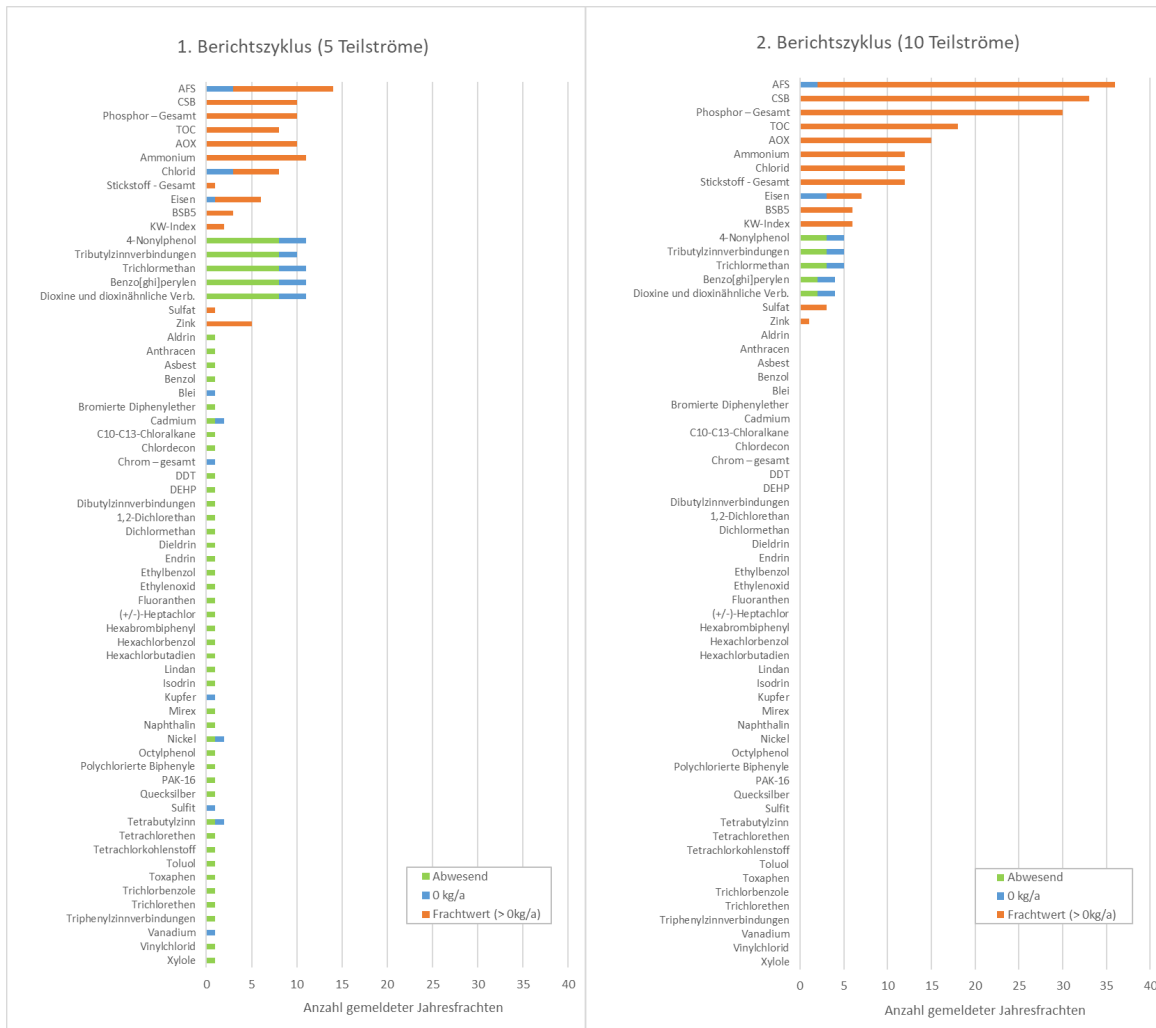 1. Berichtszyklus (5 Teilströme)
AFS
CSB
Phosphor – Gesamt
TOC
AOX
Ammonium
Chlorid
Stickstoff - Gesamt
Eisen
BSB5
KW-Index
4-Nonylphenol
Tributylzinnverbindungen
Trichlormethan
Benzo[ghi]perylen
Dioxine und dioxinähnliche Verb.
Sulfat
Zink
Aldrin
Anthracen
Asbest
Benzol
Blei
Bromierte Diphenylether
Cadmium
C10-C13-Chloralkane
Chlordecon
Chrom – gesamt
DDT
DEHP
Dibutylzinnverbindungen
1,2-Dichlorethan
Dichlormethan
Dieldrin
Endrin
Ethylbenzol
Ethylenoxid
Fluoranthen
(+/-)-Heptachlor
Hexabrombiphenyl
Hexachlorbenzol
Hexachlorbutadien
Lindan
Isodrin
Kupfer
Mirex
Naphthalin
Nickel
Octylphenol
Polychlorierte Biphenyle
PAK-16
Quecksilber
Sulfit
Tetrabutylzinn
Tetrachlorethen
Tetrachlorkohlenstoff
Toluol
Toxaphen
Trichlorbenzole
Trichlorethen
Triphenylzinnverbindungen
Vanadium
Vinylchlorid
Xylole
Abwesend
0 kg/a
Frachtwert (> 0kg/a)
0 5 10 15 20 25 30 35 40
Anzahl gemeldeter Jahresfrachten
2. Berichtszyklus (10 Teilströme)
AFS
CSB
Phosphor – Gesamt
TOC
AOX
Ammonium
Chlorid
Stickstoff - Gesamt
Eisen
BSB5
KW-Index
4-Nonylphenol
Tributylzinnverbindungen
Trichlormethan
Benzo[ghi]perylen
Dioxine und dioxinähnliche Verb.
Sulfat
Zink
Aldrin
Anthracen
Asbest
Benzol
Blei
Bromierte Diphenylether
Cadmium
C10-C13-Chloralkane
Chlordecon
Chrom – gesamt
DDT
DEHP
Dibutylzinnverbindungen
1,2-Dichlorethan
Dichlormethan
Dieldrin
Endrin
Ethylbenzol
Ethylenoxid
Fluoranthen
(+/-)-Heptachlor
Hexabrombiphenyl
Hexachlorbenzol
Hexachlorbutadien
Lindan
Isodrin
Kupfer
Mirex
Naphthalin
Nickel
Octylphenol
Polychlorierte Biphenyle
PAK-16
Quecksilber
Sulfit
Tetrabutylzinn
Tetrachlorethen
Tetrachlorkohlenstoff
Toluol
Toxaphen
Trichlorbenzole
Trichlorethen
Triphenylzinnverbindungen
Vanadium
Vinylchlorid
Xylole
Abwesend
0 kg/a
Frachtwert (> 0kg/a)
0 5 10 15 20 25 30 35 40
Anzahl gemeldeter Jahresfrachten